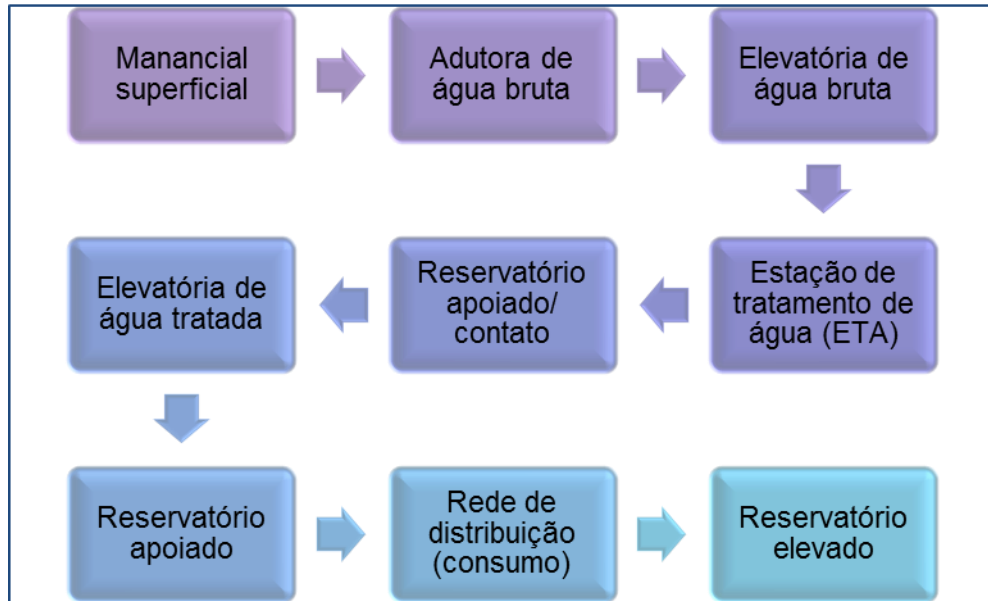 Manancial
superficial
Adutora de
água bruta
Elevatória de
água bruta
Estação de
tratamento de
água (ETA)
Reservatório
apoiado/
contato
Elevatória de
água tratada
Reservatório
apoiado
Rede de
distribuição
(consumo)
Reservatório
elevado